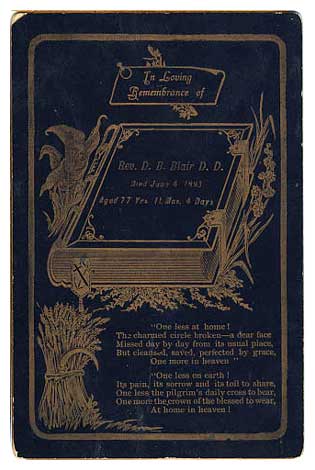 In Loving
Remembrance of
Rev. D. B. Blair D. D.
Died June 4 1893
Aged 77 Yrs. 11 Mos. 4 Days
"One less at home!
The charmed circle broken—a dear face
Missed day by day from its usual place,
But cleansed, saved, perfected by grace,
One more in heaven"
"One less on earth!
Its pain, its sorrow and its toil to share,
One less the pilgrim's daily cross to bear,
One more the crown of the blessed to wear,
At home in heaven!